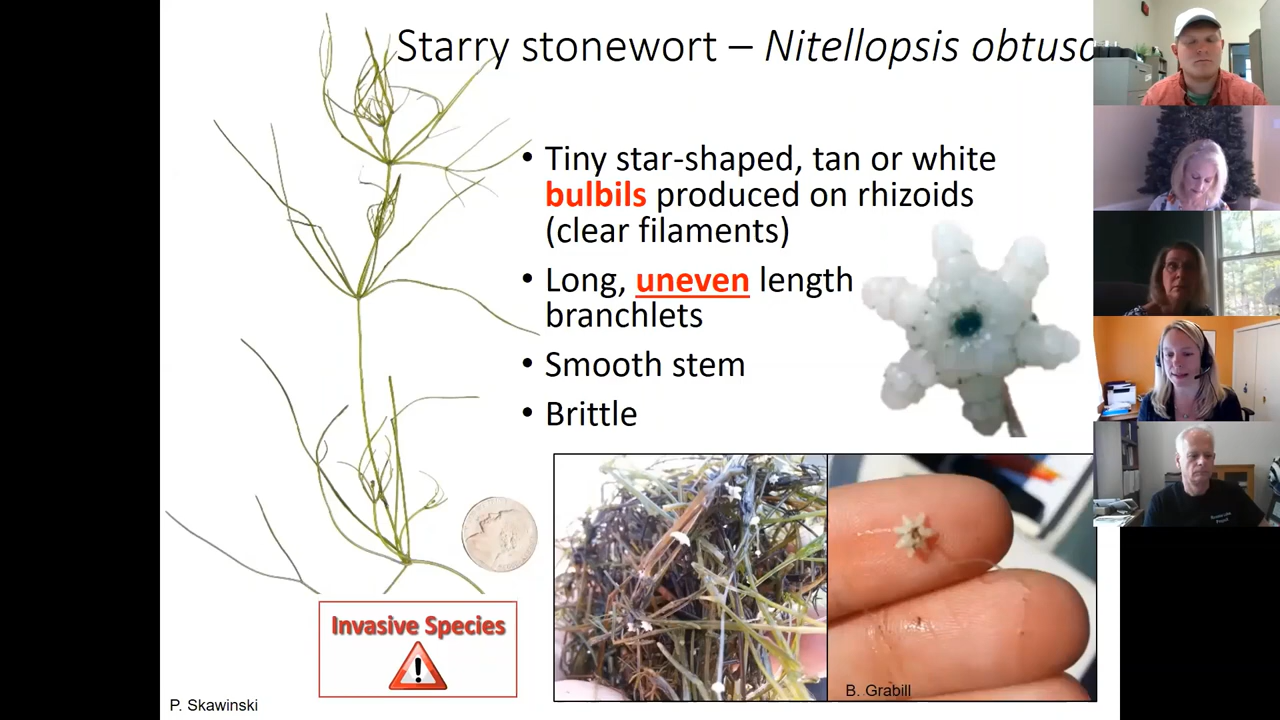 Starry stonewort – Nitellopsis obtusa
• Tiny star-shaped, tan or white
bulbils produced on rhizoids
(clear filaments)
• Long, uneven length
branchlets
• Smooth stem
• Brittle
Invasive Species
!
B. Grabill
P. Skawinski